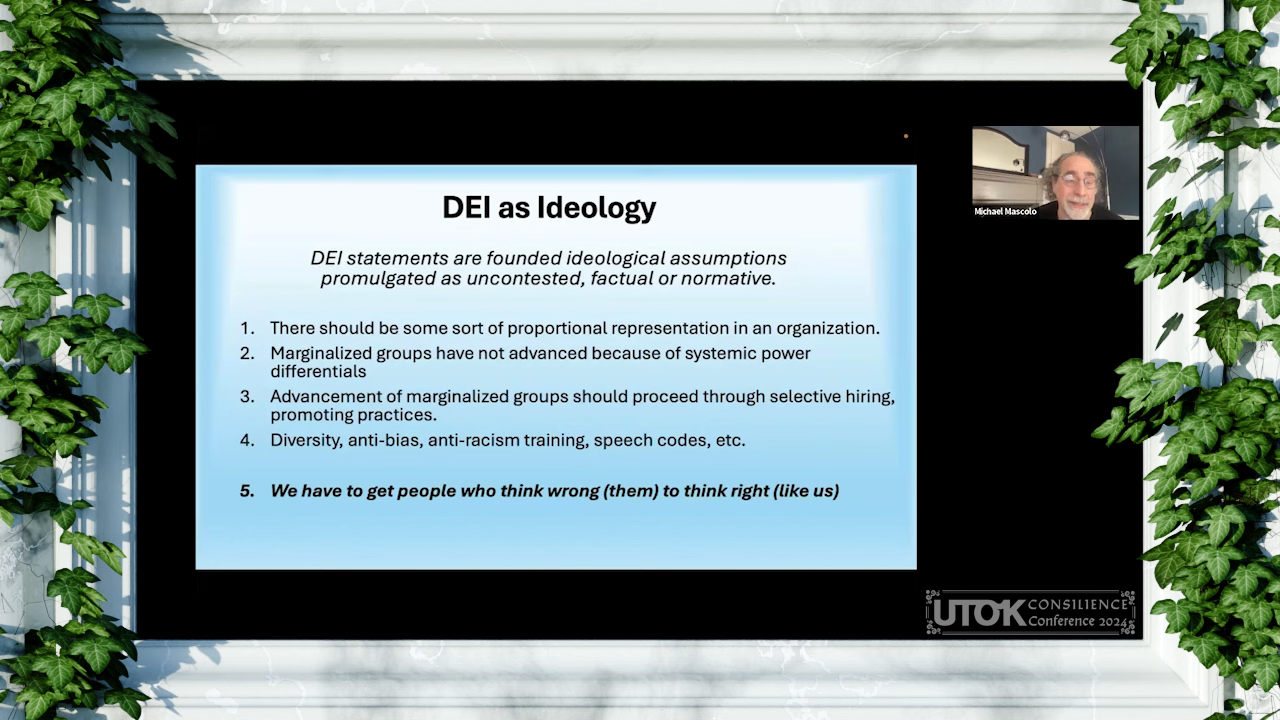 DEI as Ideology
DEI statements are founded ideological assumptions
promulgated as uncontested, factual or normative.
1. There should be some sort of proportional representation in an organization.
2. Marginalized groups have not advanced because of systemic power
differentials
3. Advancement of marginalized groups should proceed through selective hiring,
promoting practices.
4. Diversity, anti-bias, anti-racism training, speech codes, etc.
5. We have to get people who think wrong (them) to think right (like us)
Michael Mascolo
UTOK CONSILIENCE
Conference 2024